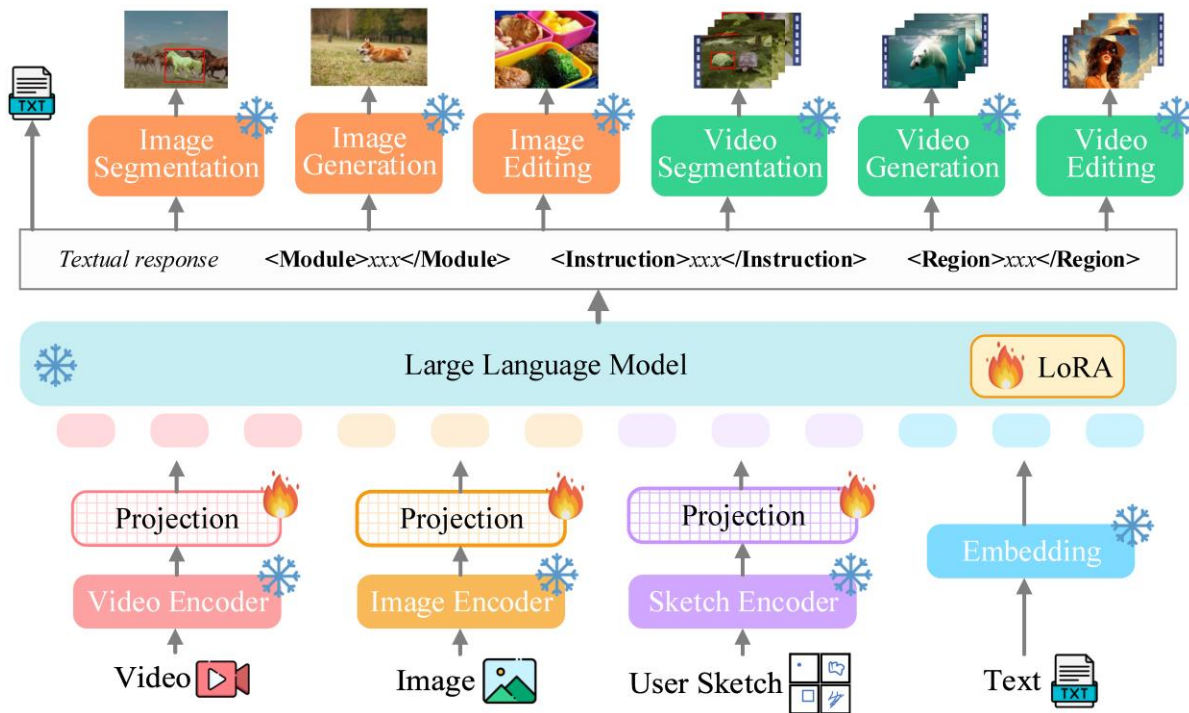 TXT
Image
Segmentation
Image
Generation
Image
Editing
Video
Segmentation
Video
Generation
Video
Editing
Textual response <Module>xxx</Module> <Instruction>xxx</Instruction> <Region>xxx</Region>
Large Language Model
LoRA
Projection
Projection
Projection
Embedding
Video Encoder
Image Encoder
Sketch Encoder
Video
Image
User Sketch
Text
TXT